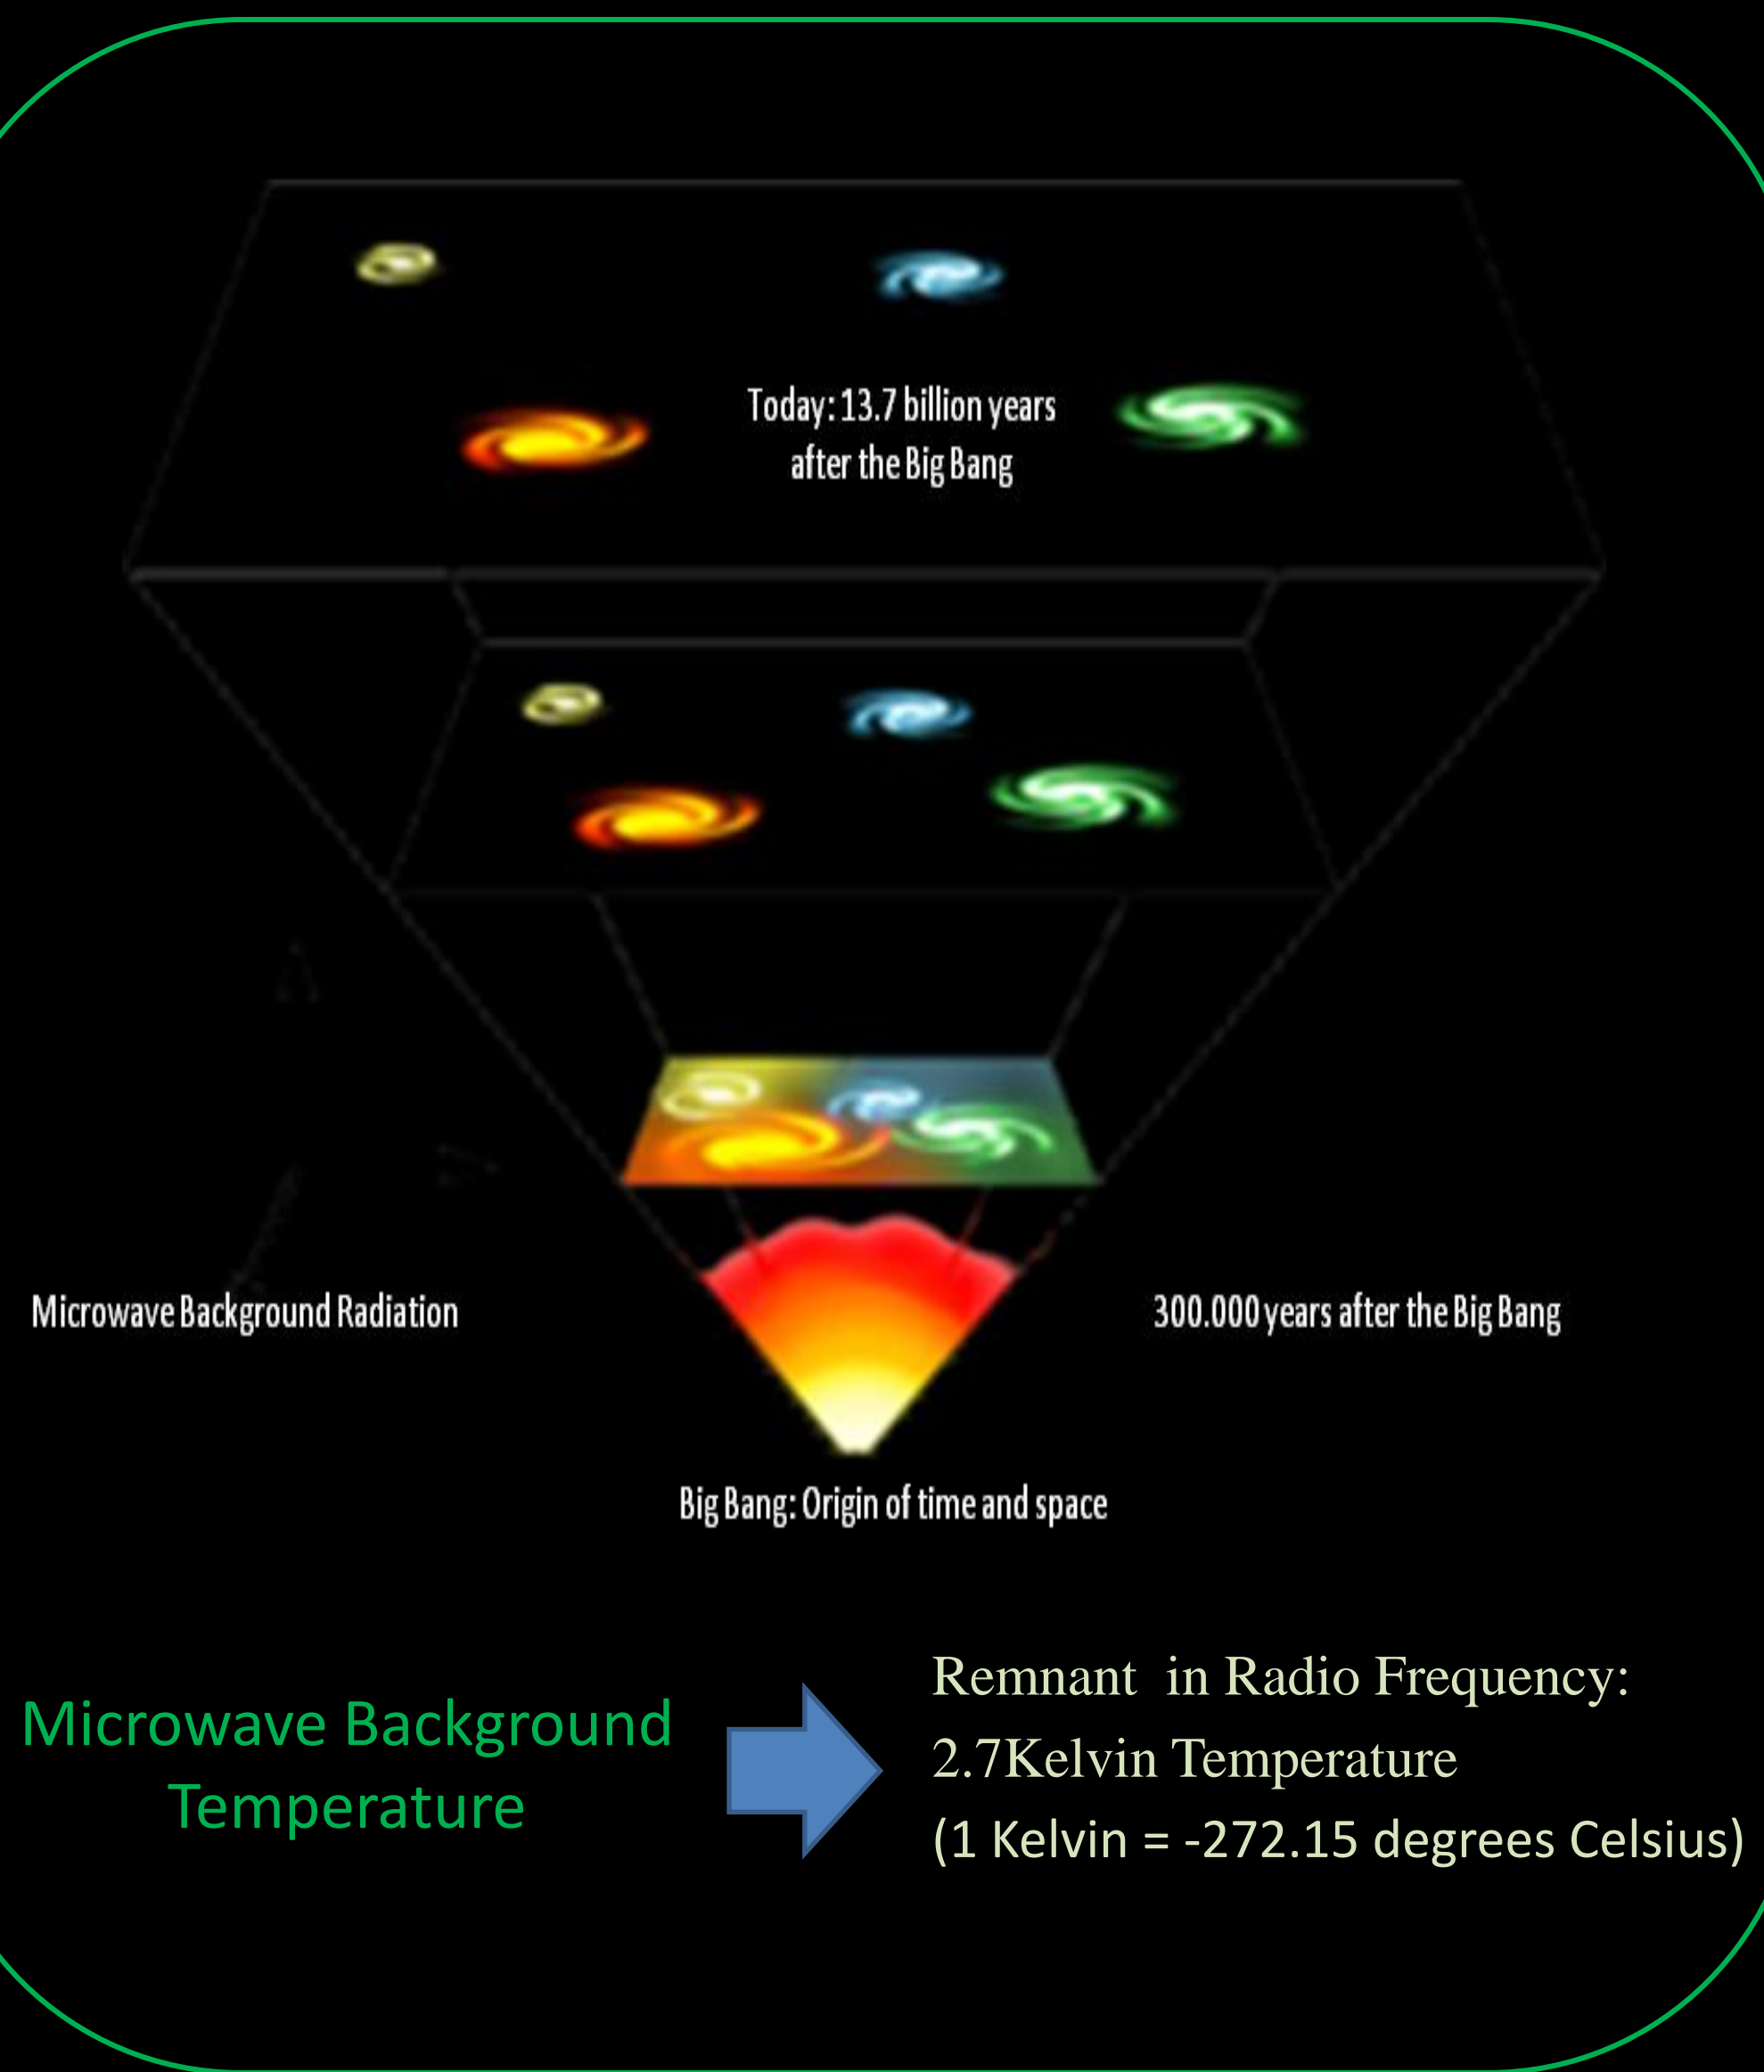 Today: 13.7 billion years
after the Big Bang
Microwave Background Radiation
300.000 years after the Big Bang
Big Bang: Origin of time and space
Microwave Background
Temperature
Remnant in Radio Frequency:
2.7Kelvin Temperature
(1 Kelvin = -272.15 degrees Celsius)